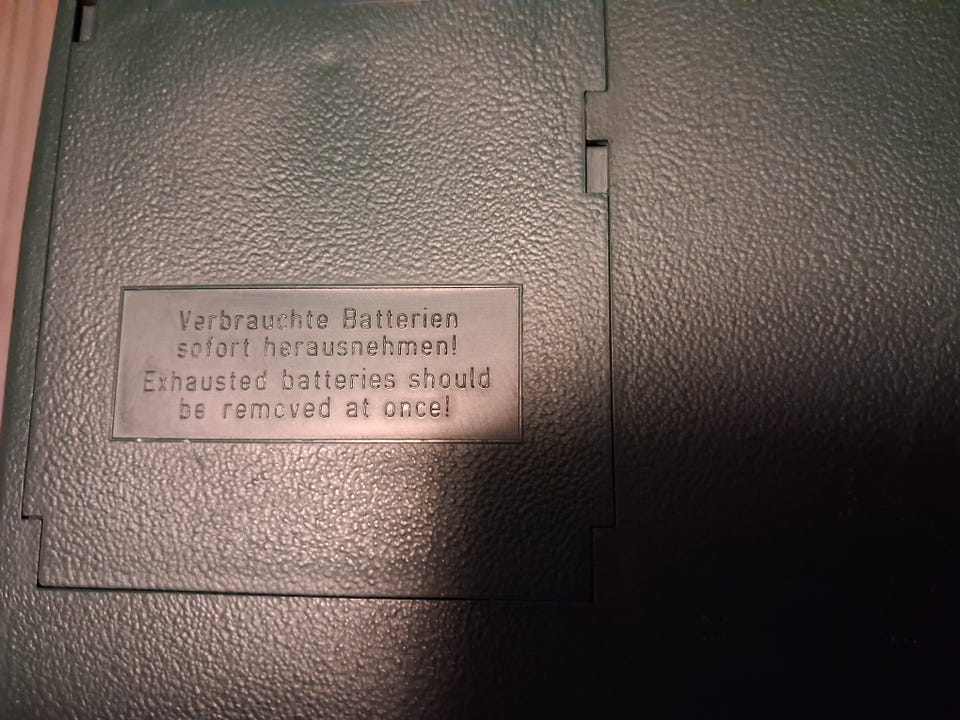 Verbrauchte Batterien
sofort herausnehmen!
Exhausted batteries should
be removed at once!